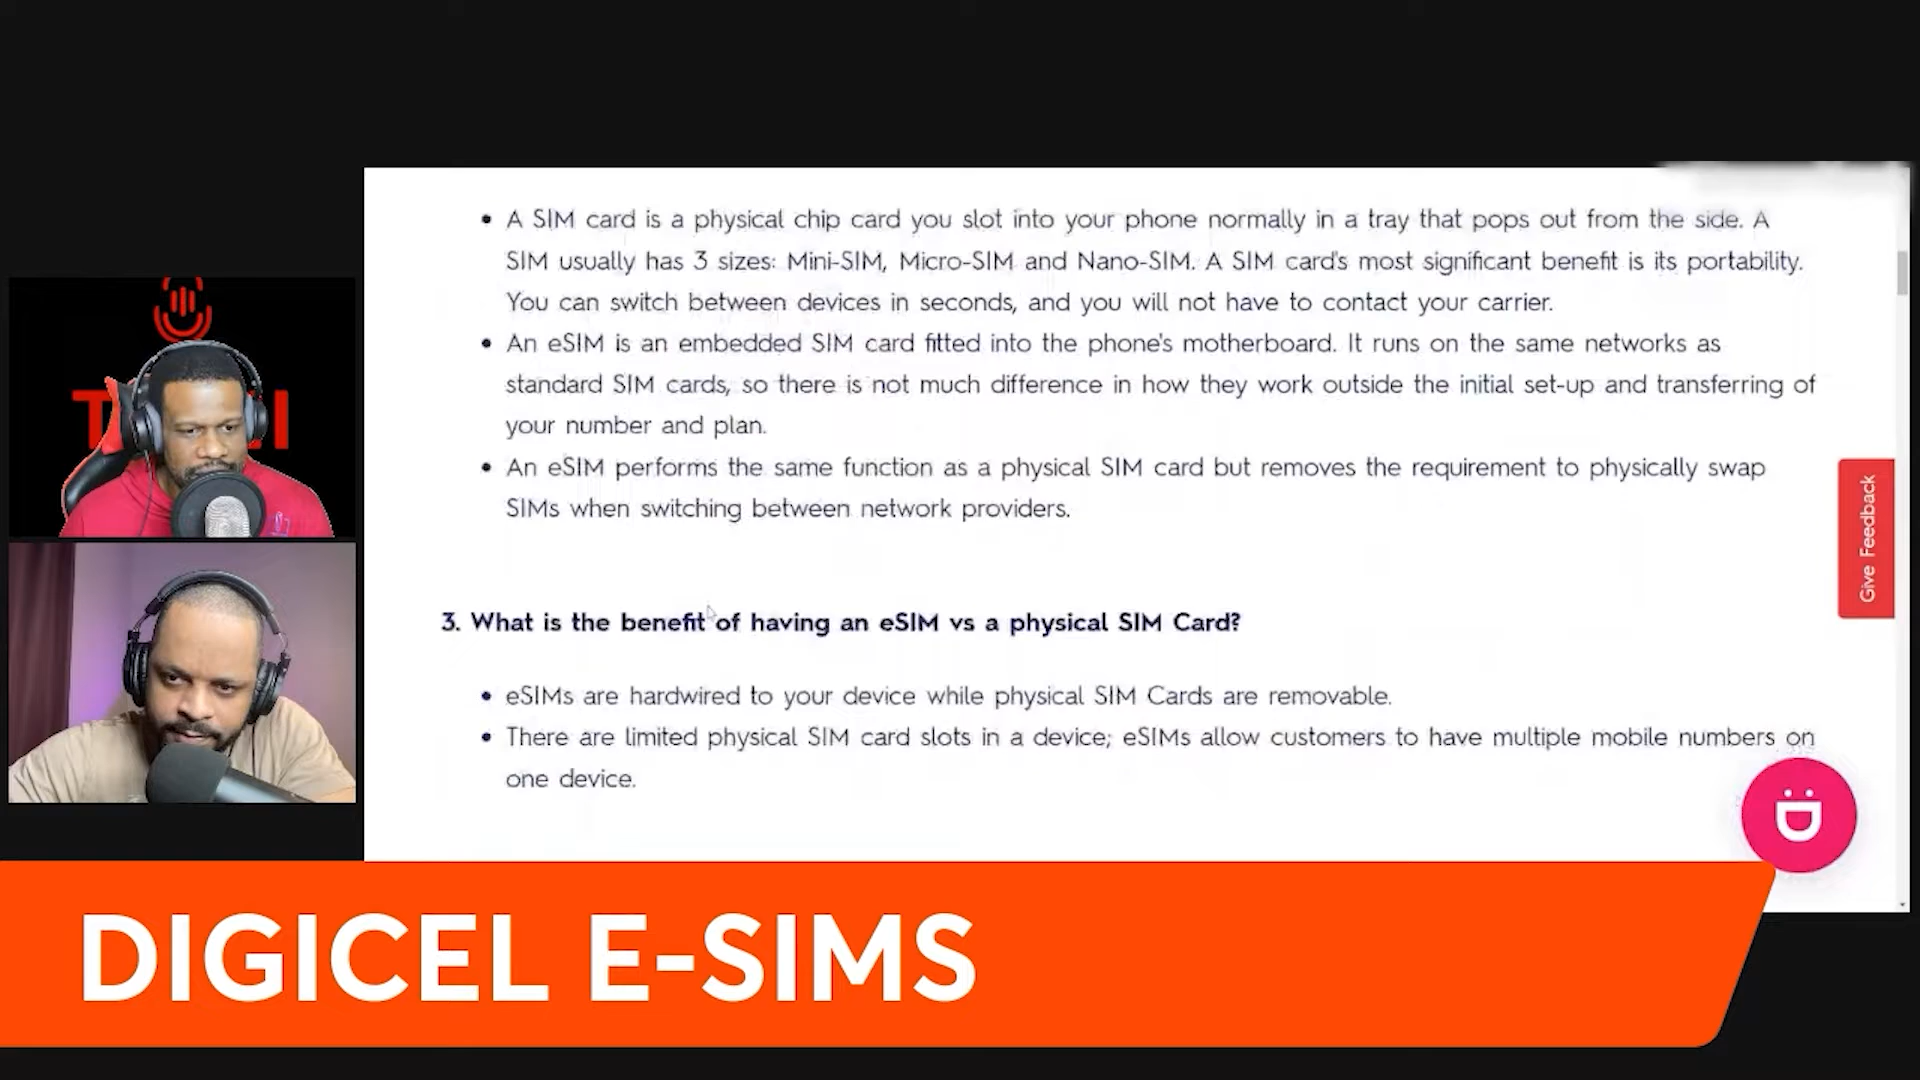 • A SIM card is a physical chip card you slot into your phone normally in a tray that pops out from the side. A
SIM usually has 3 sizes: Mini-SIM, Micro-SIM and Nano-SIM. A SIM card's most significant benefit is its portability.
You can switch between devices in seconds, and you will not have to contact your carrier.
• An eSIM is an embedded SIM card fitted into the phone's motherboard. It runs on the same networks as
standard SIM cards, so there is not much difference in how they work outside the initial set-up and transferring of
your number and plan.
• An eSIM performs the same function as a physical SIM card but removes the requirement to physically swap
SIMs when switching between network providers.
3. What is the benefit of having an eSIM vs a physical SIM Card?
• eSIMs are hardwired to your device while physical SIM Cards are removable.
• There are limited physical SIM card slots in a device; eSIMs allow customers to have multiple mobile numbers on
one device.
Give Feedback
DIGICEL E-SIMS